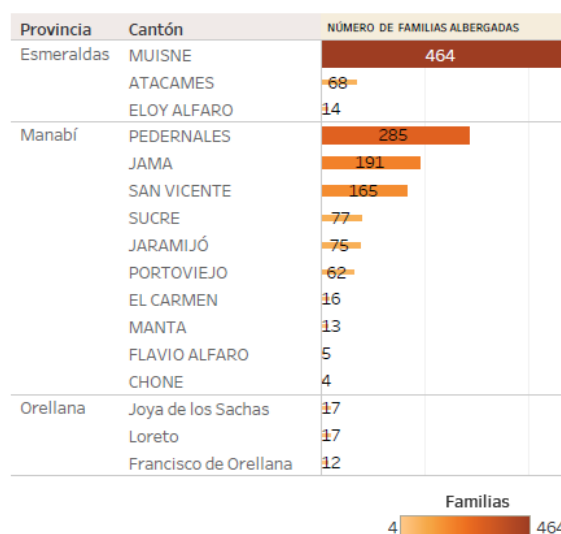 Provincia Cantón NÚMERO DE FAMILIAS ALBERGADAS
Esmeraldas MUISNE 464
ATACAMES 68
ELOY ALFARO 14
Manabí PEDERNALES 285
JAMA 191
SAN VICENTE 165
SUCRE 77
JARAMIJÓ 75
PORTOVIEJO 62
EL CARMEN 16
MANTA 13
FLAVIO ALFARO 5
CHONE 4
Orellana Joya de los Sachas 17
Loreto 17
Francisco de Orellana 12
Familias
4 464